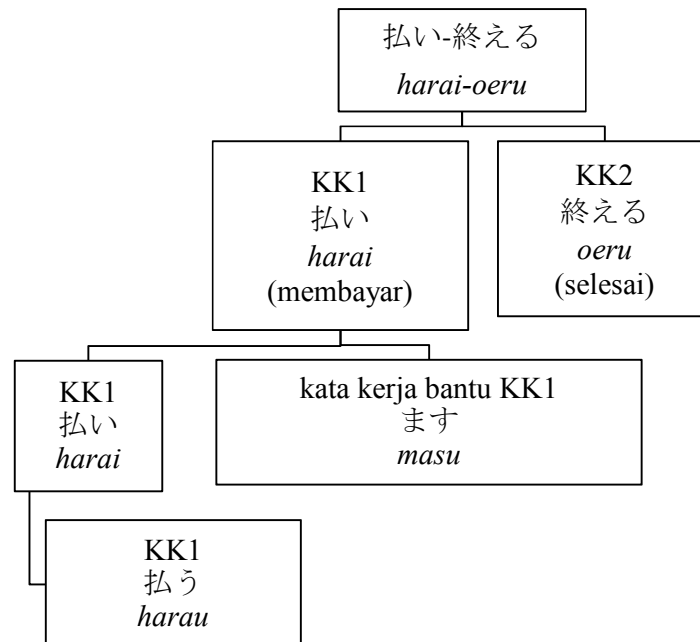 払い-終える
harai-oeru
KK1
払い
harai
(membayar)
KK2
終える
oeru
(selesai)
KK1
払い
harai
kata kerja bantu KK1
ます
masu
KK1
払う
harau